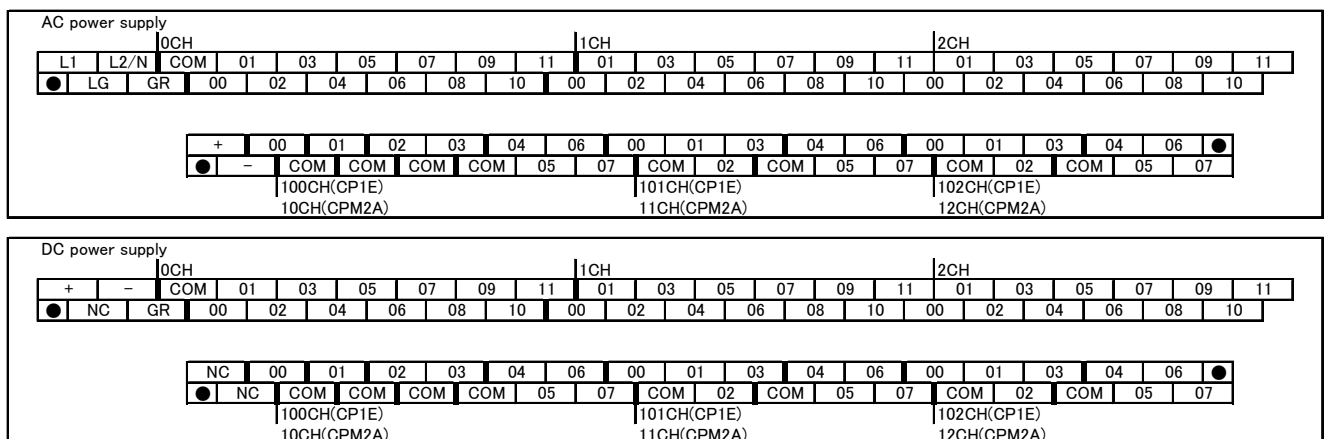 AC power supply
0CH 1CH 2CH
L1 L2/N COM 01 03 05 07 09 11 01 03 05 07 09 11 01 03 05 07 09 11
LG GR 00 02 04 06 08 10 00 02 04 06 08 10 00 02 04 06 08 10
+ 00 01 02 03 04 06 00 01 03 04 06 00 01 03 04 06
− COM COM COM COM 05 07 COM 02 COM 05 07 COM 02 COM 05 07
100CH(CP1E) 101CH(CP1E) 102CH(CP1E)
10CH(CPM2A) 11CH(CPM2A) 12CH(CPM2A)
DC power supply
0CH 1CH 2CH
+ − COM 01 03 05 07 09 11 01 03 05 07 09 11 01 03 05 07 09 11
NC GR 00 02 04 06 08 10 00 02 04 06 08 10 00 02 04 06 08 10
NC 00 01 02 03 04 06 00 01 03 04 06 00 01 03 04 06
NC COM COM COM COM 05 07 COM 02 COM 05 07 COM 02 COM 05 07
100CH(CP1E) 101CH(CP1E) 102CH(CP1E)
10CH(CPM2A) 11CH(CPM2A) 12CH(CPM2A)